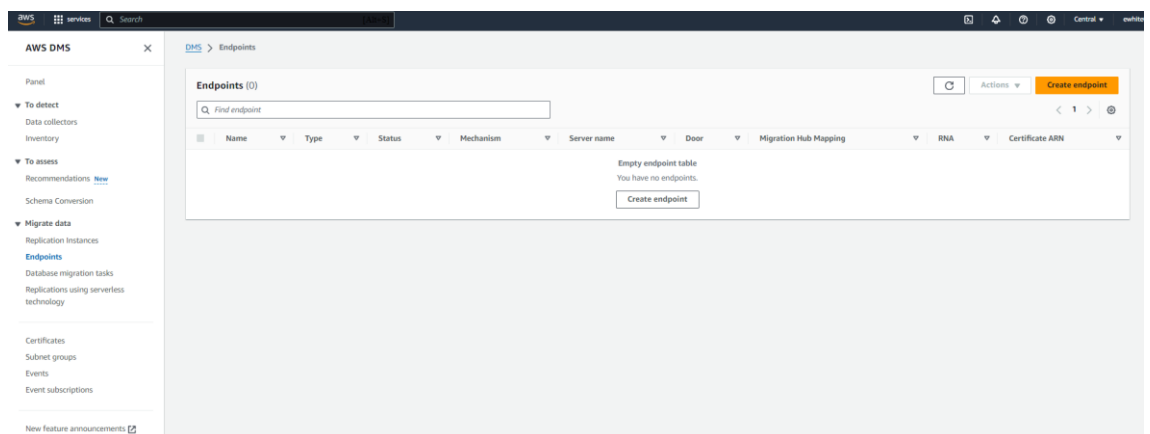 aws services Search [Alt+S] Central ewhite
AWS DMS
DMS > Endpoints
Panel
To detect
Data collectors
Inventory
To assess
Recommendations New
Schema Conversion
Migrate data
Replication Instances
Endpoints
Database migration tasks
Replications using serverless
technology
Certificates
Subnet groups
Events
Event subscriptions
New feature announcements
Endpoints (0)
Actions
Create endpoint
Find endpoint
1
Name Type Status Mechanism Server name Door Migration Hub Mapping RNA Certificate ARN
Empty endpoint table
You have no endpoints.
Create endpoint